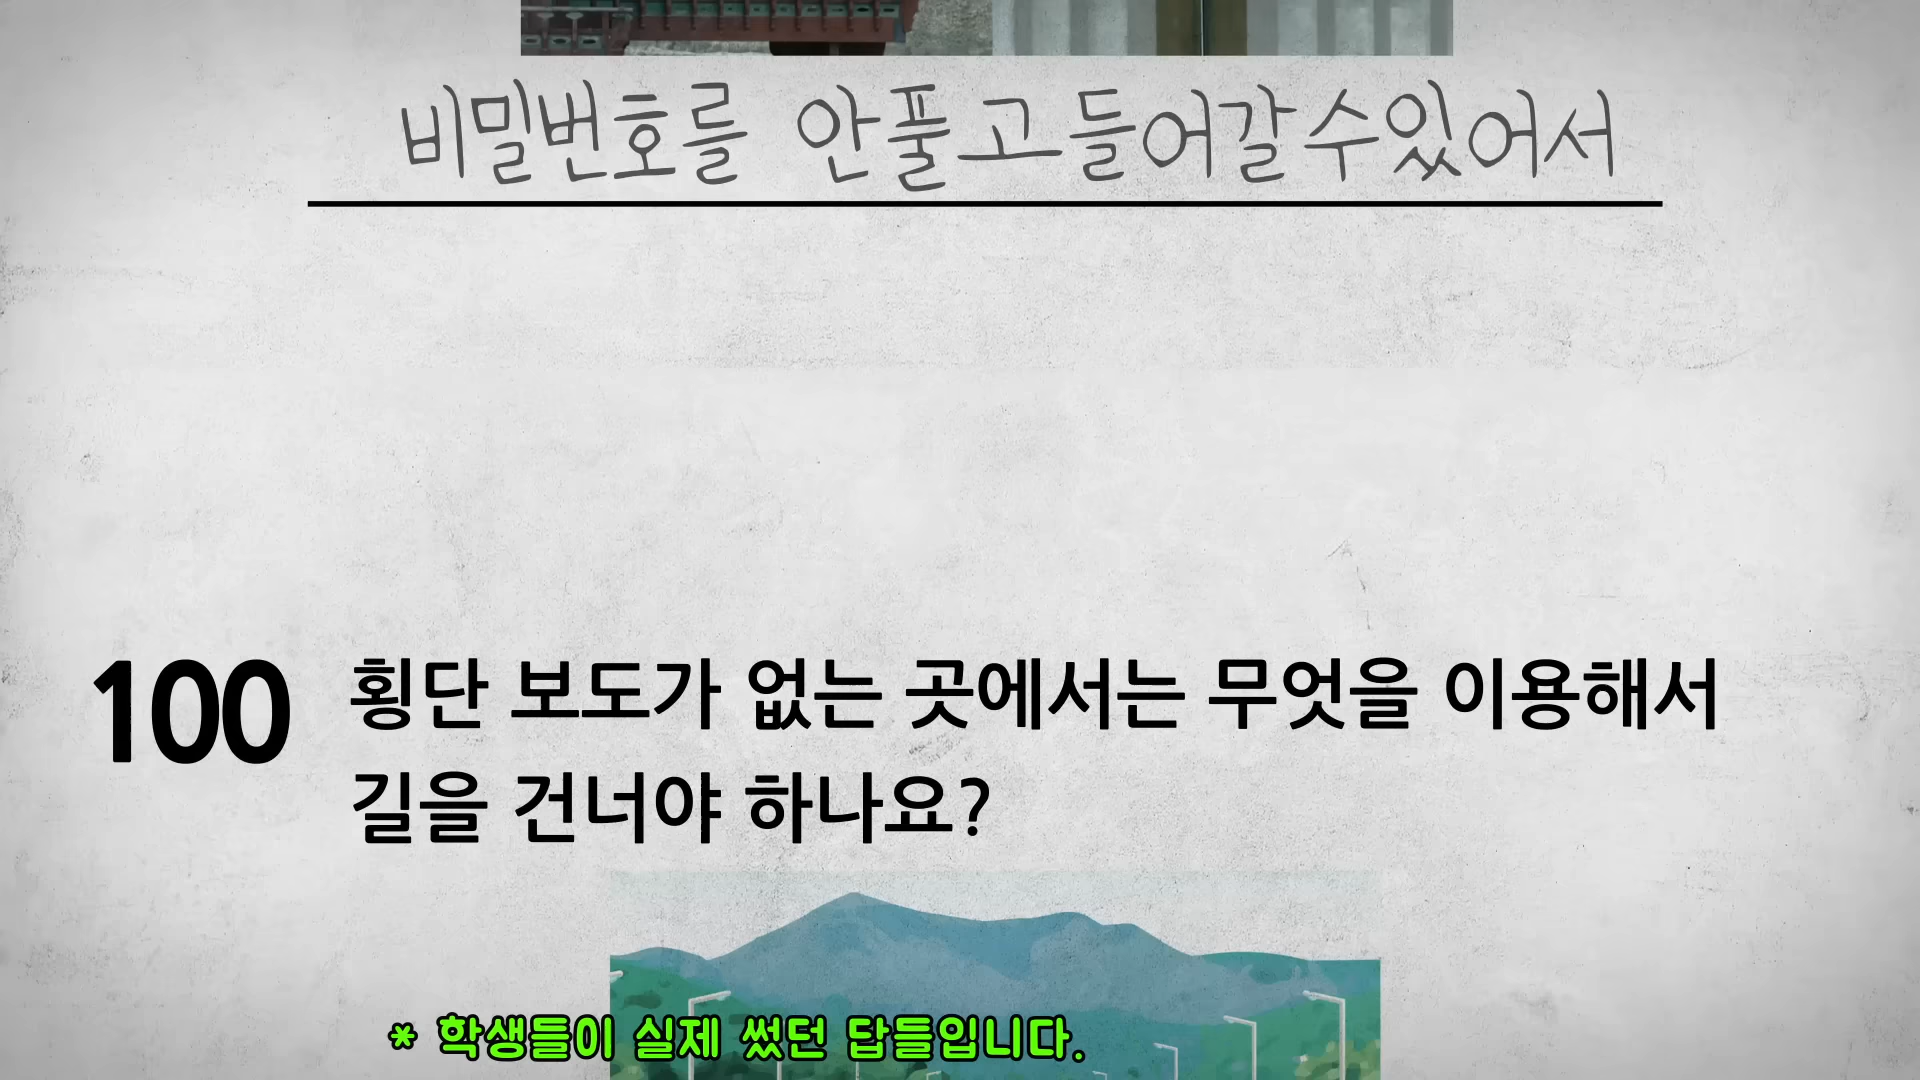 비밀번호를 안풀고들어갈수있어서
100 횡단 보도가 없는 곳에서는 무엇을 이용해서
길을 건너야 하나요?
* 학생들이 실제 썼던 답들입니다.